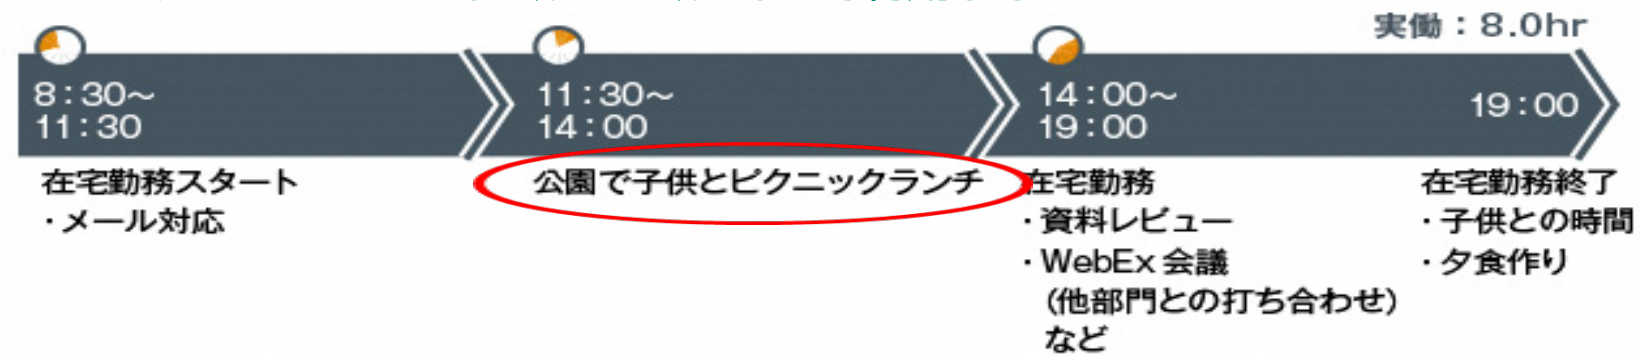 実働：8.0hr
8：30～
11：30
11：30～
14：00
14：00～
19：00
19：00
在宅勤務スタート
・メール対応
公園で子供とピクニックランチ
在宅勤務
・資料レビュー
・WebEx 会議
(他部門との打ち合わせ)
など
在宅勤務終了
・子供との時間
・夕食作り